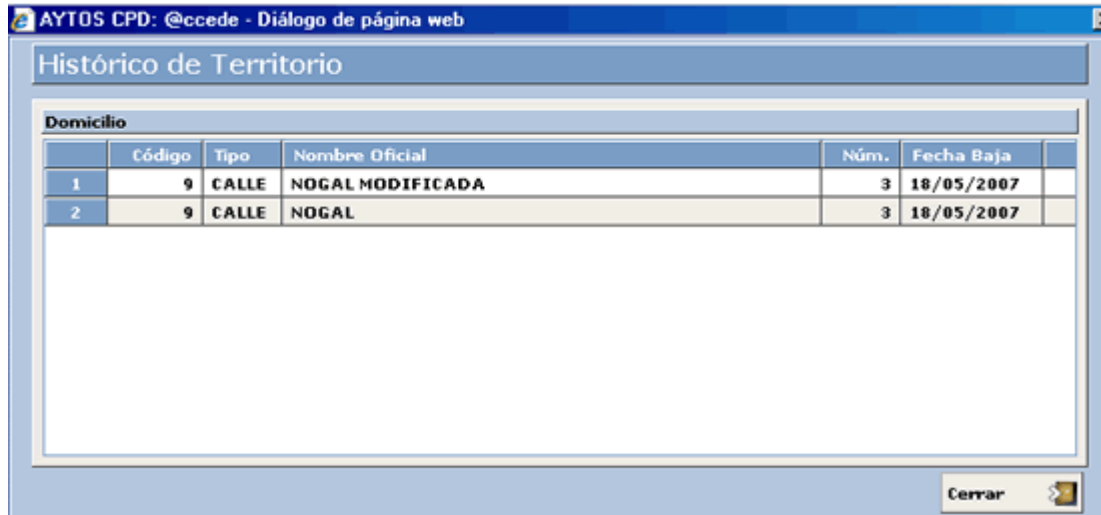 AYTOS CPD: @ccede - Diálogo de página web
Histórico de Territorio
Domicilio
Código Tipo Nombre Oficial Núm. Fecha Baja
1 9 CALLE NOGAL MODIFICADA 3 18/05/2007
2 9 CALLE NOGAL 3 18/05/2007
Cerrar